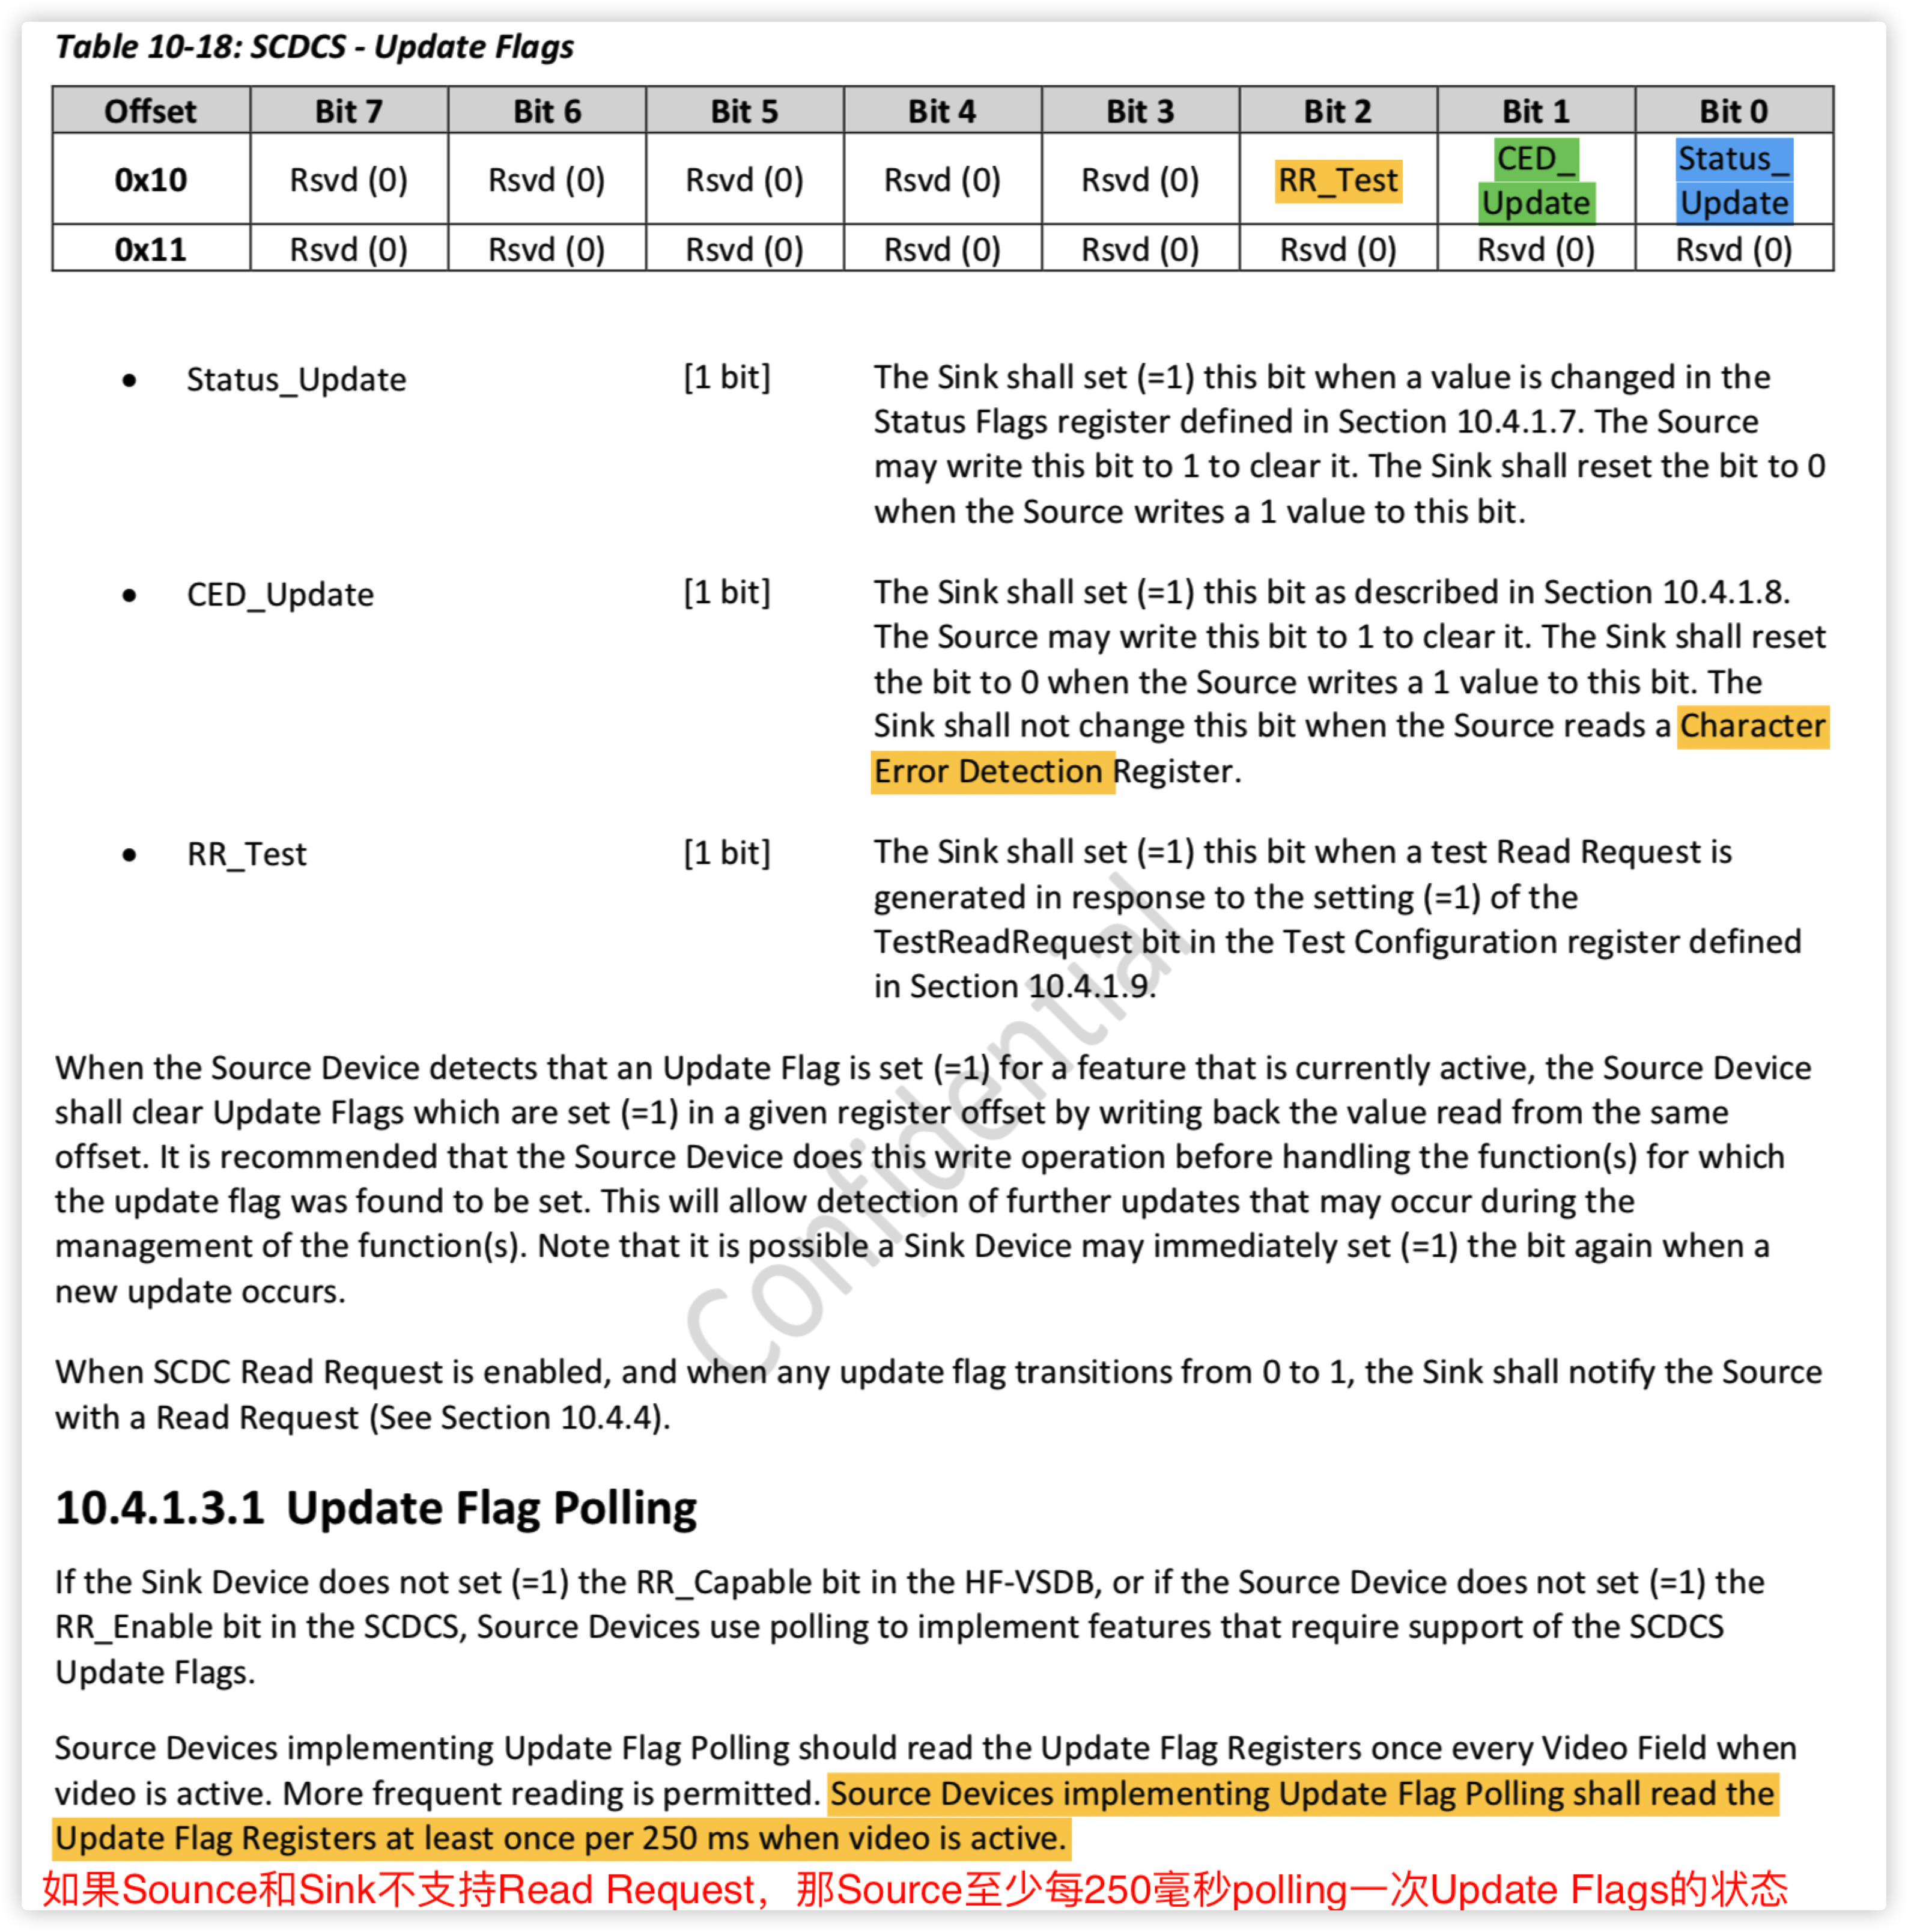 Table 10-18: SCDCS - Update Flags
Offset Bit 7 Bit 6 Bit 5 Bit 4 Bit 3 Bit 2 Bit 1 Bit 0
0x10 Rsvd (0) Rsvd (0) Rsvd (0) Rsvd (0) Rsvd (0) RR_Test CED_ Update Status_ Update
0x11 Rsvd (0) Rsvd (0) Rsvd (0) Rsvd (0) Rsvd (0) Rsvd (0) Rsvd (0) Rsvd (0)
• Status_Update [1 bit] The Sink shall set (=1) this bit when a value is changed in the
Status Flags register defined in Section 10.4.1.7. The Source
may write this bit to 1 to clear it. The Sink shall reset the bit to 0
when the Source writes a 1 value to this bit.
• CED_Update [1 bit] The Sink shall set (=1) this bit as described in Section 10.4.1.8.
The Source may write this bit to 1 to clear it. The Sink shall reset
the bit to 0 when the Source writes a 1 value to this bit. The
Sink shall not change this bit when the Source reads a Character
Error Detection Register.
• RR_Test [1 bit] The Sink shall set (=1) this bit when a test Read Request is
generated in response to the setting (=1) of the
TestReadRequest bit in the Test Configuration register defined
in Section 10.4.1.9.
When the Source Device detects that an Update Flag is set (=1) for a feature that is currently active, the Source Device
shall clear Update Flags which are set (=1) in a given register offset by writing back the value read from the same
offset. It is recommended that the Source Device does this write operation before handling the function(s) for which
the update flag was found to be set. This will allow detection of further updates that may occur during the
management of the function(s). Note that it is possible a Sink Device may immediately set (=1) the bit again when a
new update occurs.
When SCDC Read Request is enabled, and when any update flag transitions from 0 to 1, the Sink shall notify the Source
with a Read Request (See Section 10.4.4).
10.4.1.3.1 Update Flag Polling
If the Sink Device does not set (=1) the RR_Capable bit in the HF-VSDB, or if the Source Device does not set (=1) the
RR_Enable bit in the SCDCS, Source Devices use polling to implement features that require support of the SCDCS
Update Flags.
Source Devices implementing Update Flag Polling should read the Update Flag Registers once every Video Field when
video is active. More frequent reading is permitted. Source Devices implementing Update Flag Polling shall read the
Update Flag Registers at least once per 250 ms when video is active.
如果Sounce和Sink不支持Read Request，那Source至少每250毫秒polling一次Update Flags的状态
Confidential